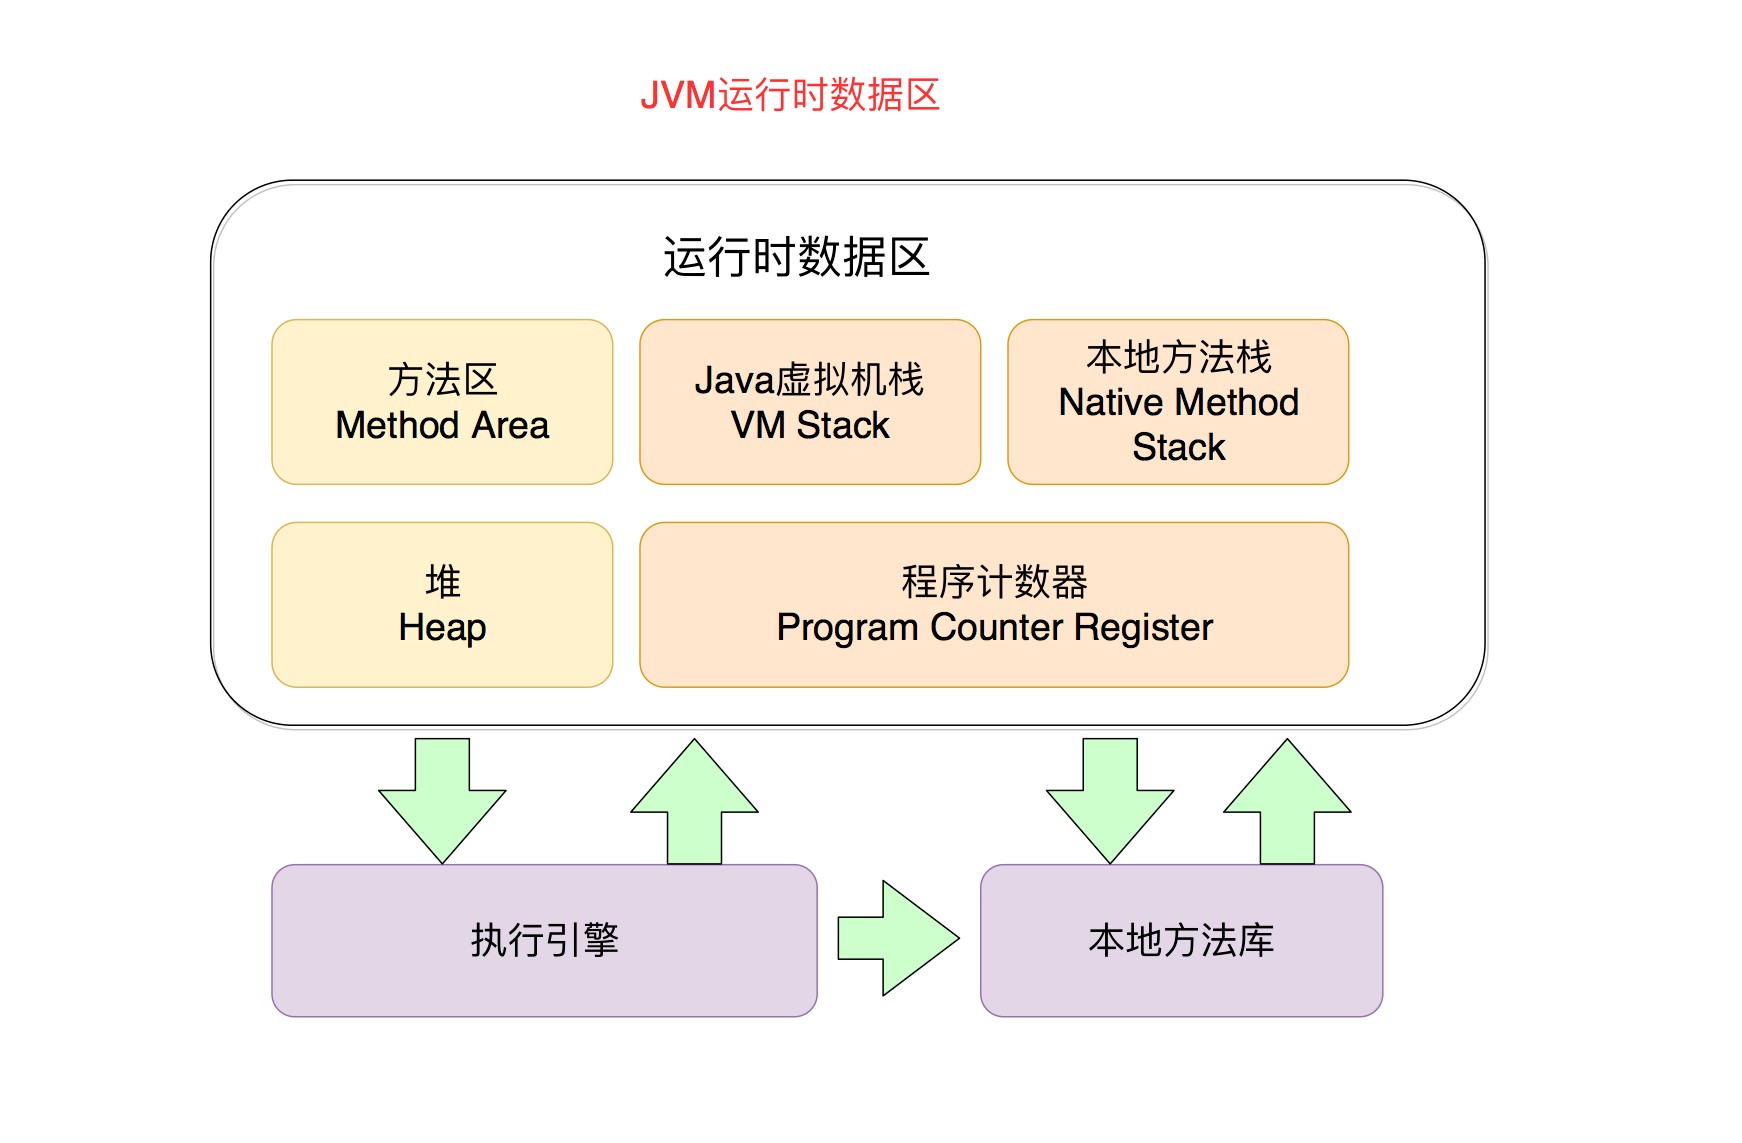 JVM运行时数据区
运行时数据区
方法区
Method Area
Java虚拟机栈
VM Stack
本地方法栈
Native Method
Stack
堆
Heap
程序计数器
Program Counter Register
执行引擎
本地方法库